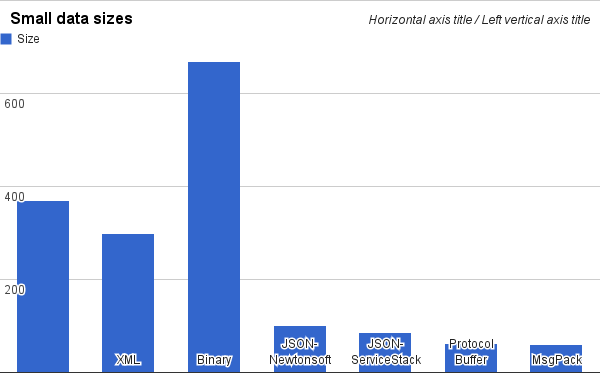 Small data sizes
Horizontal axis title / Left vertical axis title
Size
600
400
200
XML
Binary
JSON-
Newtonsoft
JSON-
ServiceStack
Protocol
Buffer
MsgPack